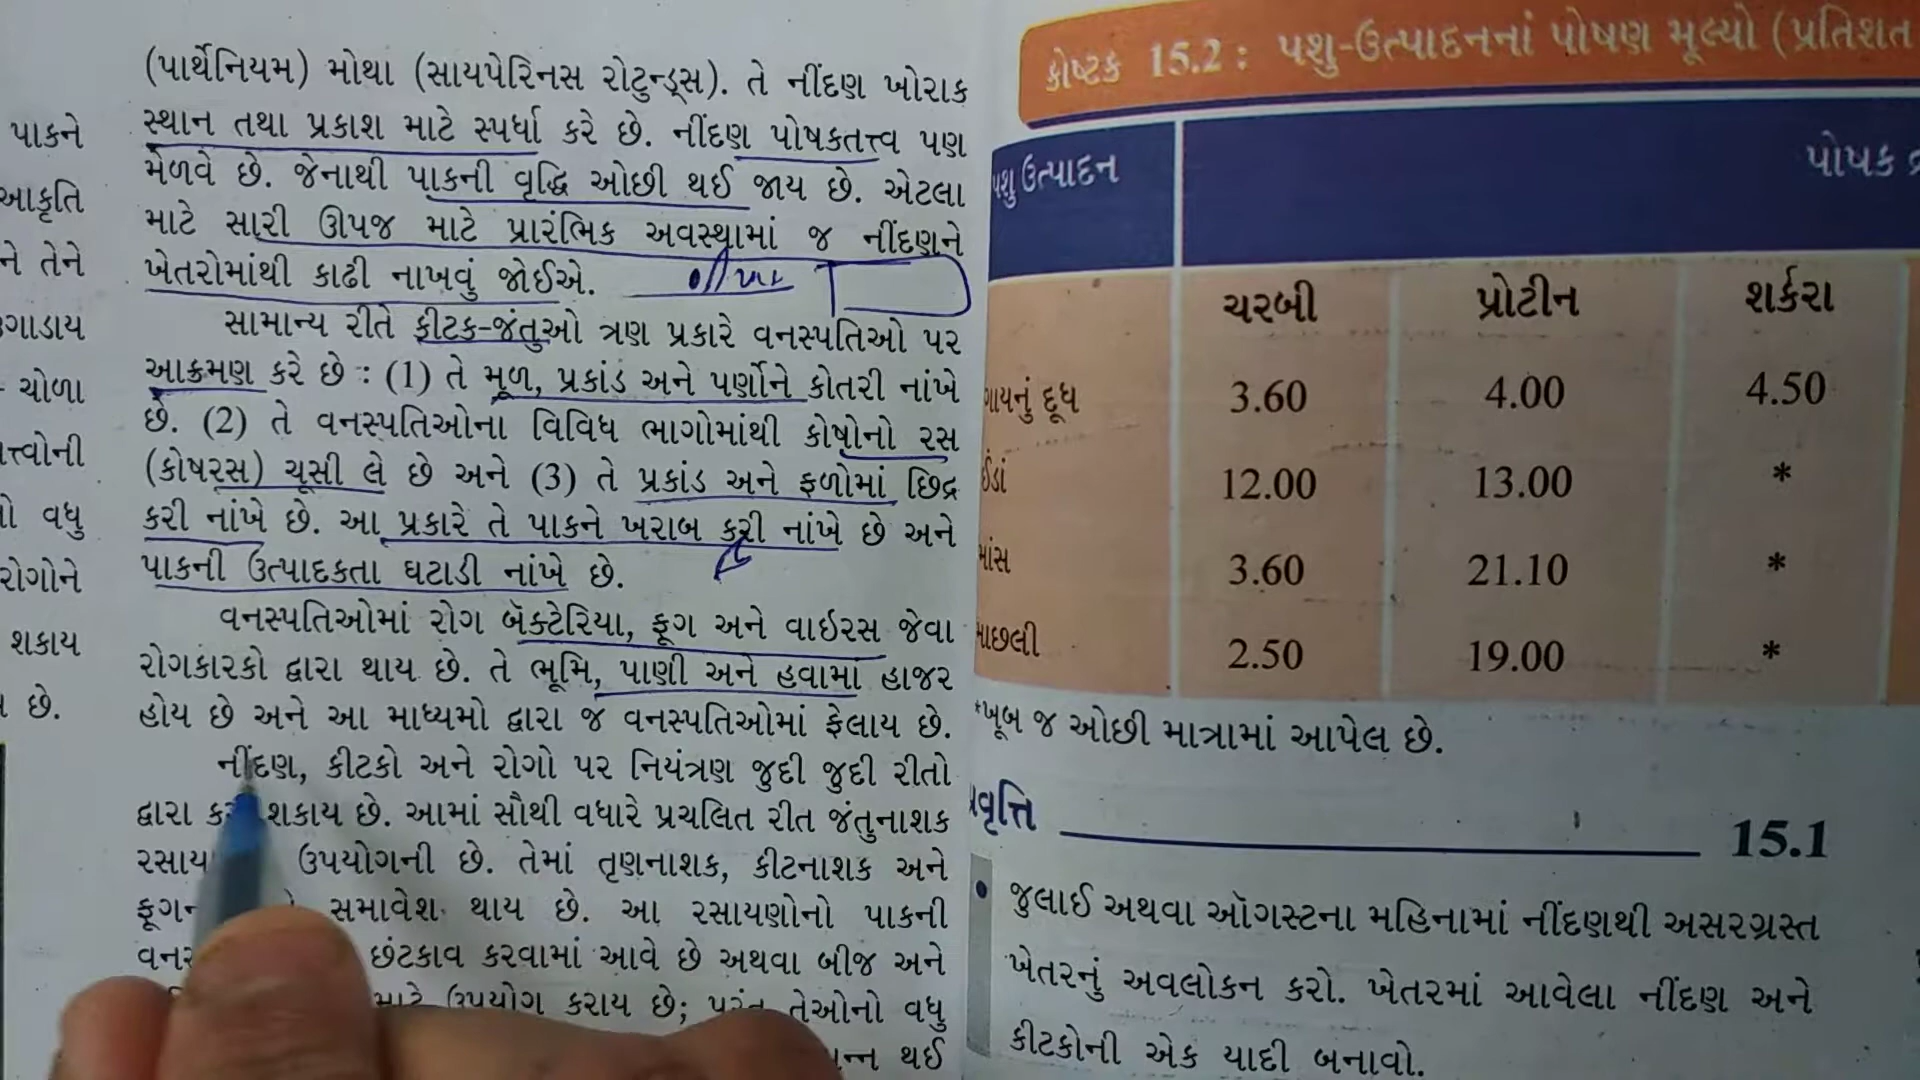 પાકને
આકૃતિ
ને તેને
ગાડાય
ચોળા
ત્ત્વોની
વધુ
રોગોને
શકાય
છે.
(પાર્થેનિયમ) મોથા (સાયપેરિનસ રોટુન્ડ્સ). તે નીંદણ ખોરાક
સ્થાન તથા પ્રકાશ માટે સ્પર્ધા કરે છે. નીંદણ પોષકતત્ત્વ પણ
મેળવે છે. જેનાથી પાકની વૃદ્ધિ ઓછી થઈ જાય છે. એટલા
માટે સારી ઊપજ માટે પ્રારંભિક અવસ્થામાં જ નીંદણને
ખેતરોમાંથી કાઢી નાખવું જોઈએ.
સામાન્ય રીતે કીટક-જંતુઓ ત્રણ પ્રકારે વનસ્પતિઓ પર
આક્રમણ કરે છે : (1) તે મૂળ, પ્રકાંડ અને પર્ણોને કોતરી નાંખે
છે. (2) તે વનસ્પતિઓના વિવિધ ભાગોમાંથી કોષોનો રસ
(કોષરસ) ચૂસી લે છે અને (3) તે પ્રકાંડ અને ફળોમાં છિદ્ર
કરી નાંખે છે. આ પ્રકારે તે પાકને ખરાબ કરી નાંખે છે અને
પાકની ઉત્પાદકતા ઘટાડી નાંખે છે.
વનસ્પતિઓમાં રોગ બૅક્ટેરિયા, ફૂગ અને વાઇરસ જેવા
રોગકારકો દ્વારા થાય છે. તે ભૂમિ, પાણી અને હવામાં હાજર
હોય છે અને આ માધ્યમો દ્વારા જ વનસ્પતિઓમાં ફેલાય છે.
નીંદણ, કીટકો અને રોગો પર નિયંત્રણ જુદી જુદી રીતો
દ્વારા શકાય છે. આમાં સૌથી વધારે પ્રચલિત રીત જંતુનાશક
ઉપયોગની છે. તેમાં તૃણનાશક, કીટનાશક અને
સમાવેશ થાય છે. આ રસાયણોનો પાકની
છંટકાવ કરવામાં આવે છે અથવા બીજ અને
માટે ઉપયોગ કરાય છે; પરંતુ તેઓનો વધુ
થઈ
કોષ્ટક 15.2 : પશુ-ઉત્પાદનનાં પોષણ મૂલ્યો (પ્રતિશત
પશુ ઉત્પાદન પોષક
ચરબી પ્રોટીન શર્કરા
ગાયનું દૂધ 3.60 4.00 4.50
ઈંડાં 12.00 13.00 *
માંસ 3.60 21.10 *
માછલી 2.50 19.00 *
*ખૂબ જ ઓછી માત્રામાં આપેલ છે.
પ્રવૃત્તિ 15.1
• જુલાઈ અથવા ઑગસ્ટના મહિનામાં નીંદણથી અસરગ્રસ્ત
ખેતરનું અવલોકન કરો. ખેતરમાં આવેલા નીંદણ અને
કીટકોની એક યાદી બનાવો.